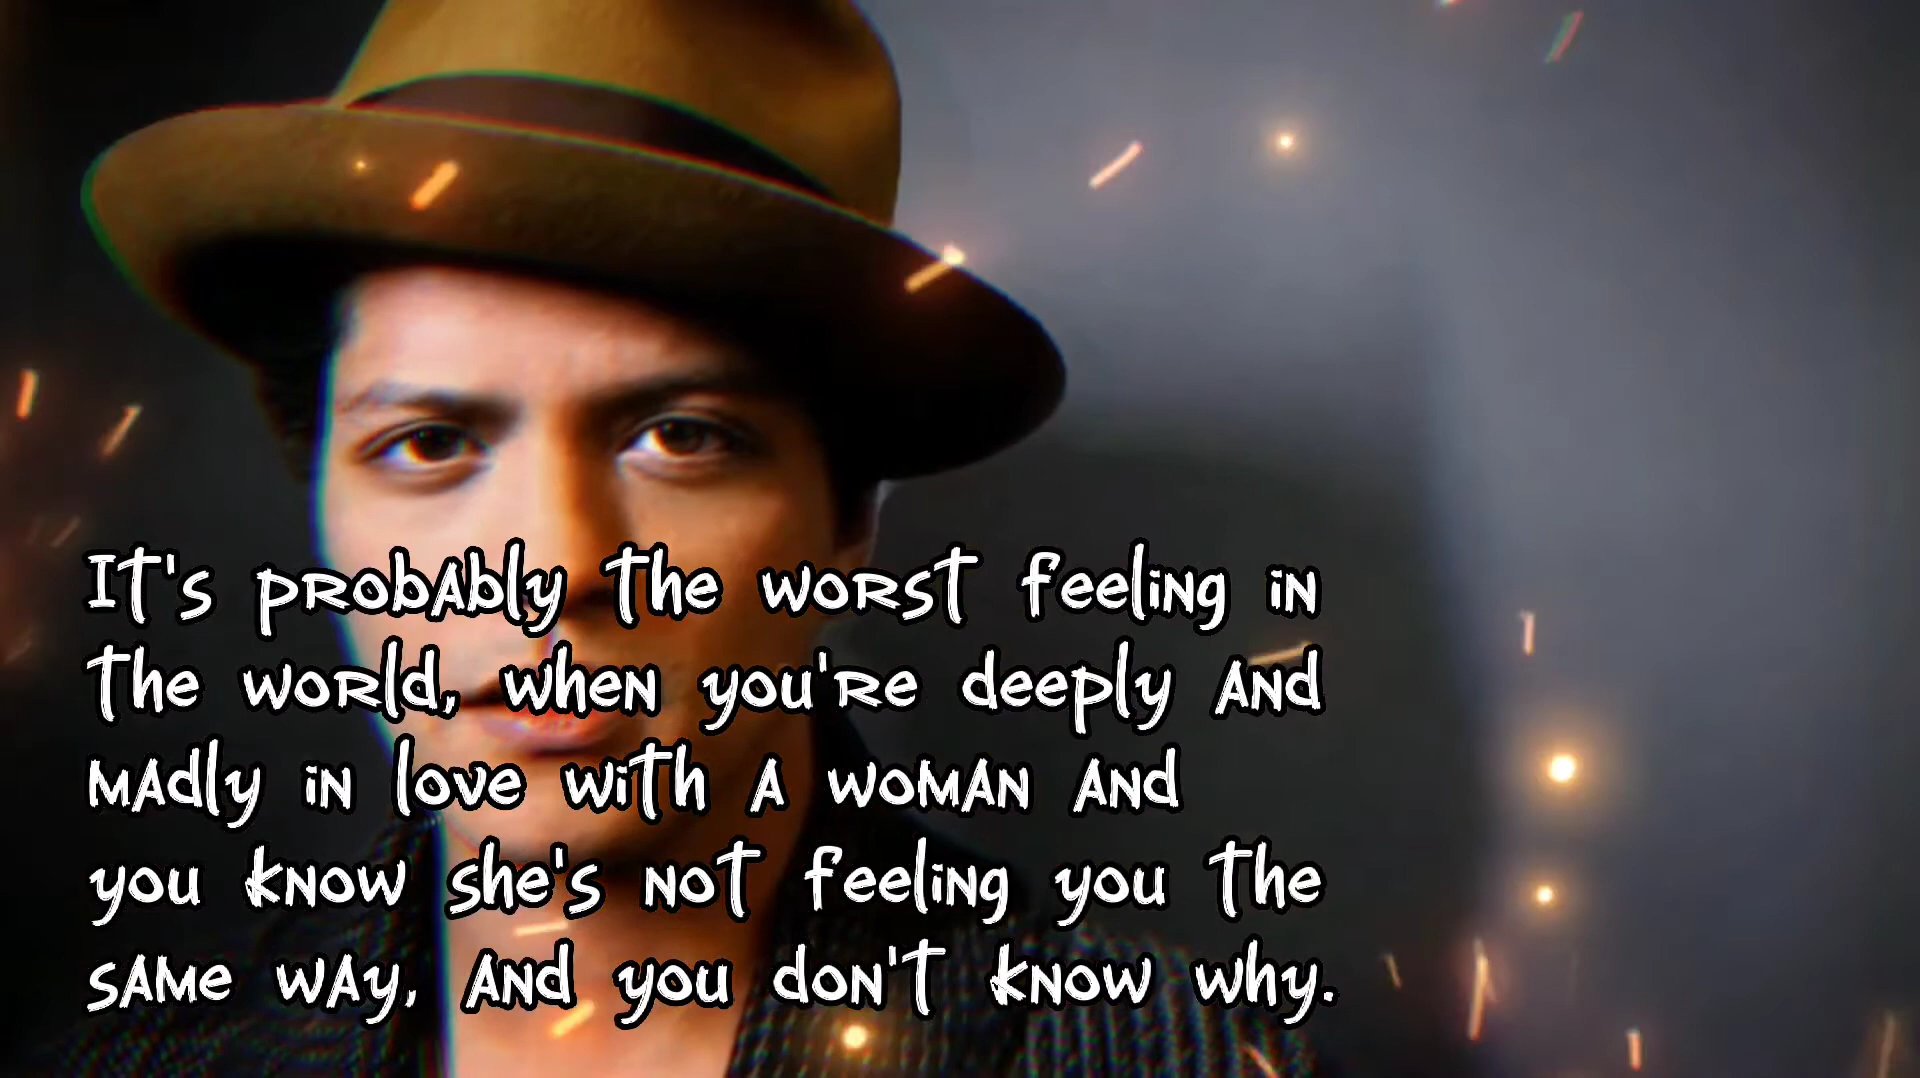 It's probably the worst feeling in
the world, when you're deeply and
madly in love with a woman and
you know she's not feeling you the
same way, and you don't know why.